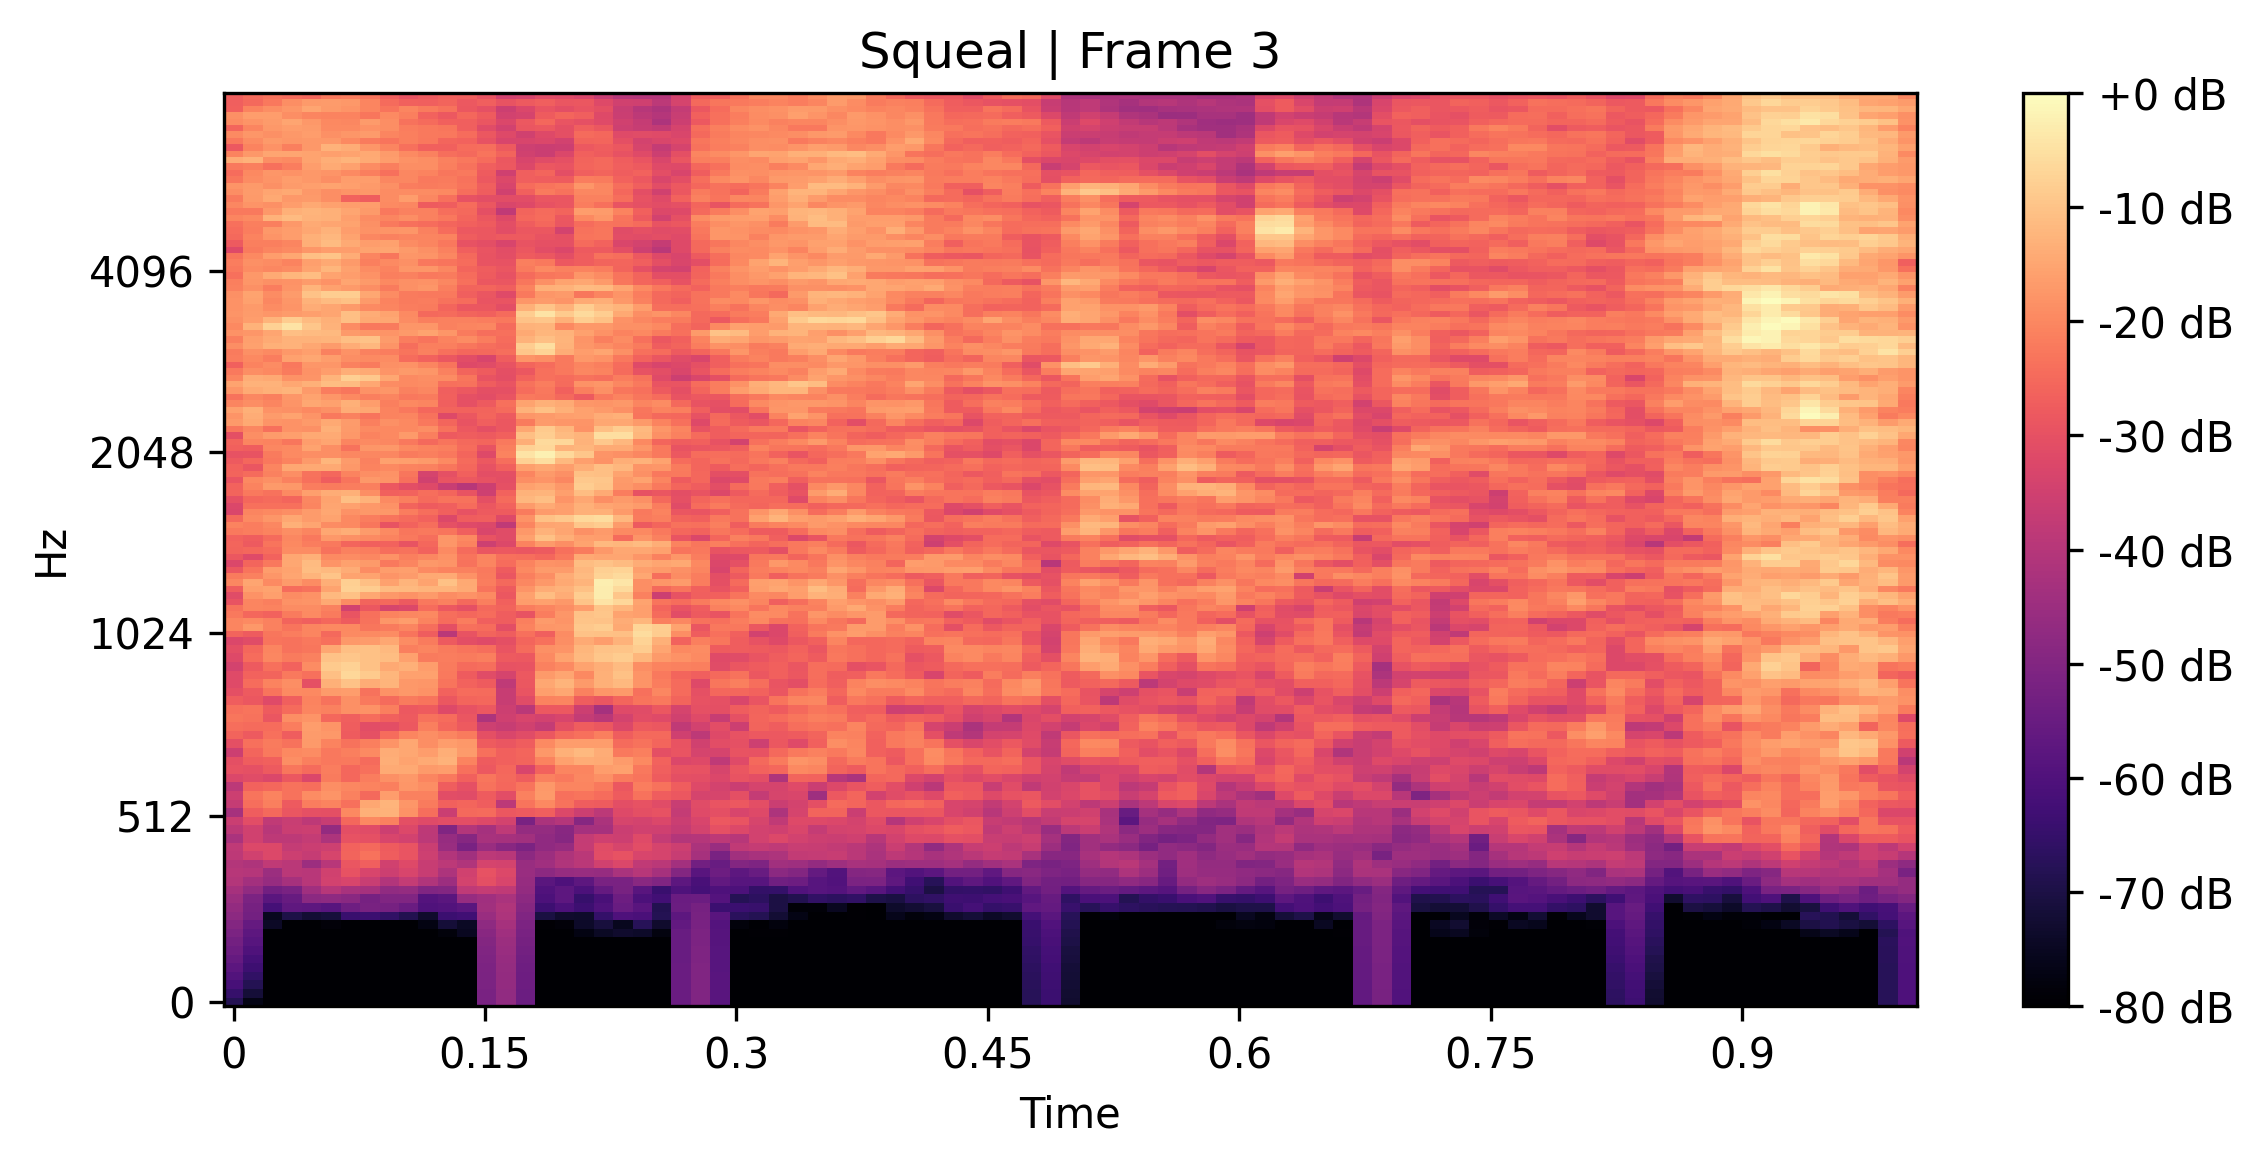 Squeal | Frame 3
+0 dB
-10 dB
-20 dB
-30 dB
-40 dB
-50 dB
-60 dB
-70 dB
-80 dB
Hz
4096
2048
1024
512
0
0 0.15 0.3 0.45 0.6 0.75 0.9
Time